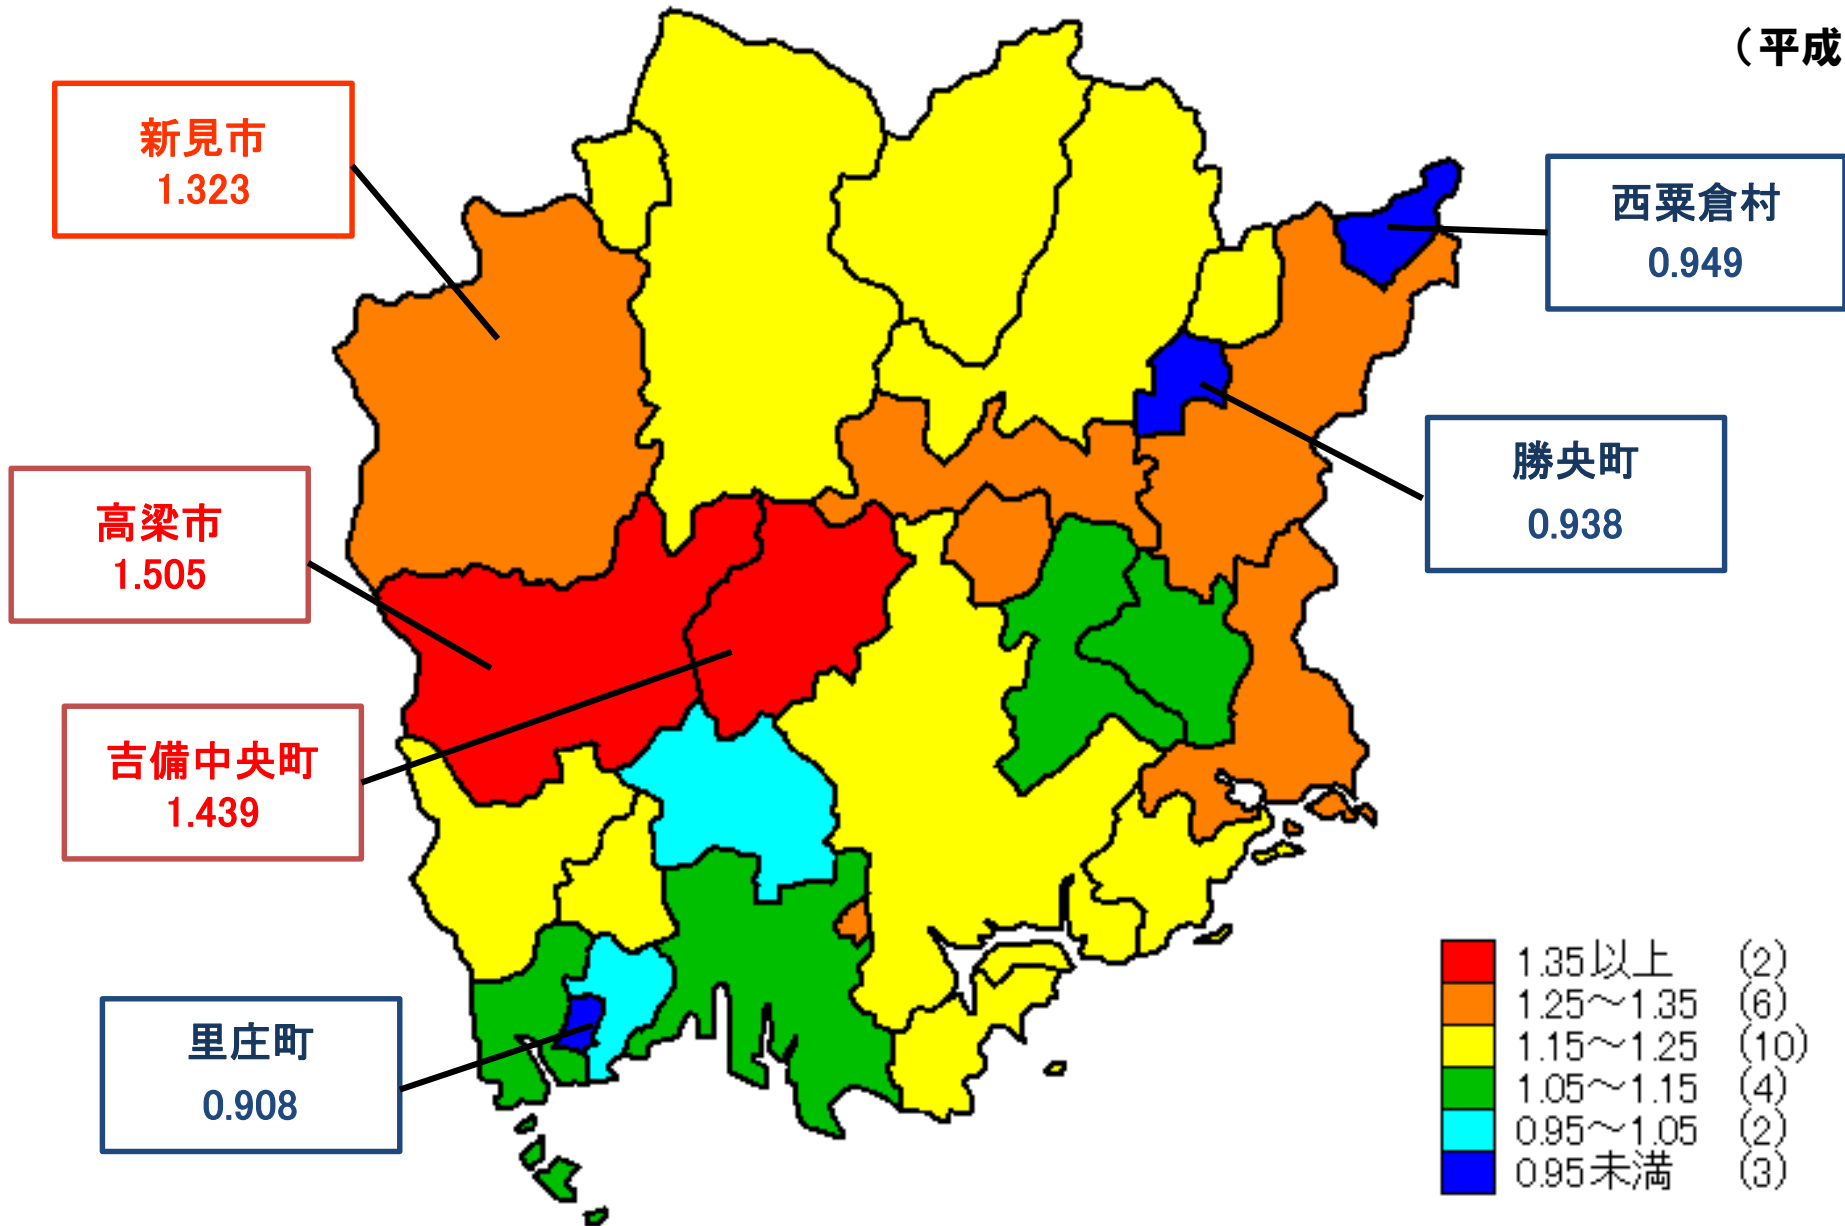 （平成
新見市
1.323
西粟倉村
0.949
勝央町
0.938
高梁市
1.505
吉備中央町
1.439
里庄町
0.908
1.35以上 (2)
1.25～1.35 (6)
1.15～1.25 (10)
1.05～1.15 (4)
0.95～1.05 (2)
0.95未満 (3)